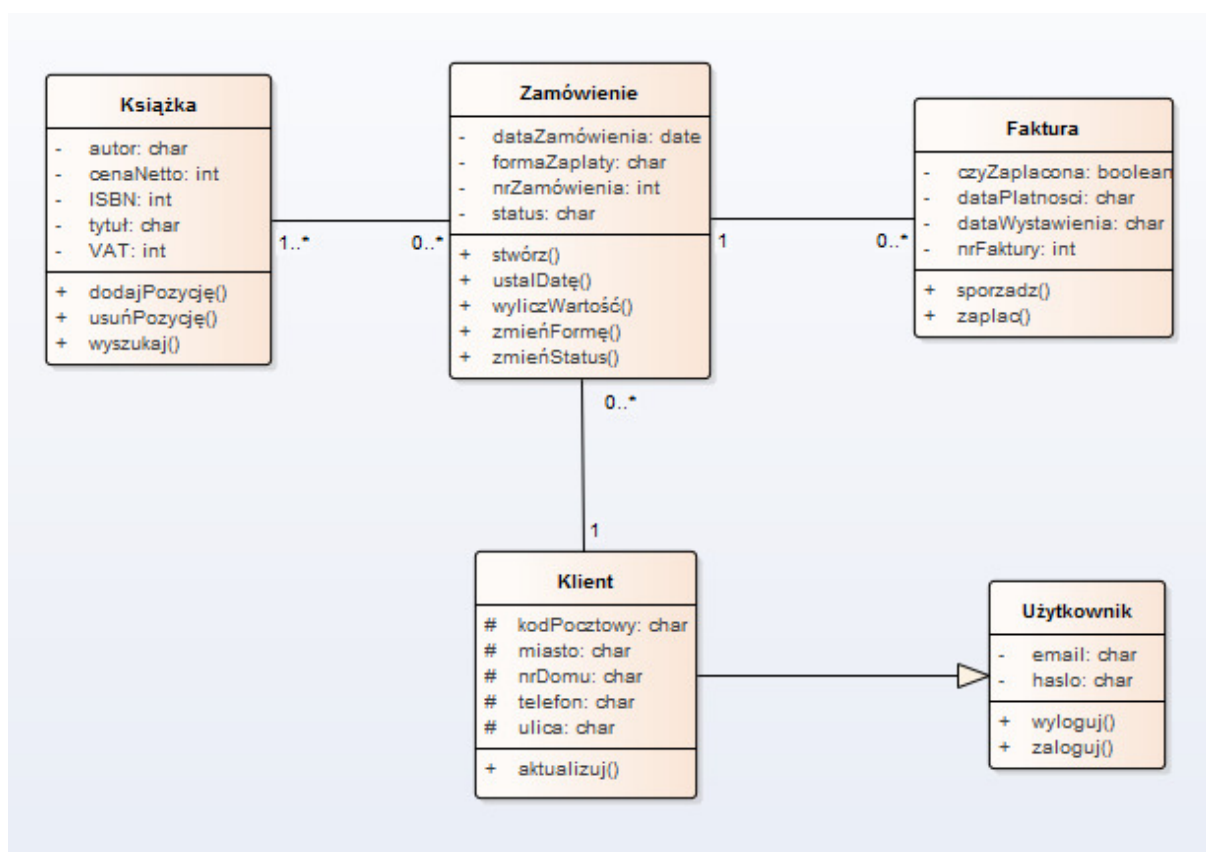 Książka
- autor: char
- cenaNetto: int
- ISBN: int
- tytuł: char
- VAT: int
+ dodajPozycję()
+ usuńPozycję()
+ wyszukaj()
1..*
0..*
Zamówienie
- dataZamówienia: date
- formaZaplaty: char
- nrZamówienia: int
- status: char
+ stwórz()
+ ustalDatę()
+ wyliczWartość()
+ zmieńFormę()
+ zmieńStatus()
1
0..*
Faktura
- czyZaplacona: boolean
- dataPlatnosci: char
- dataWystawienia: char
- nrFaktury: int
+ sporzadz()
+ zaplac()
0..*
1
Klient
# kodPocztowy: char
# miasto: char
# nrDomu: char
# telefon: char
# ulica: char
+ aktualizuj()
Użytkownik
- email: char
- haslo: char
+ wyloguj()
+ zaloguj()